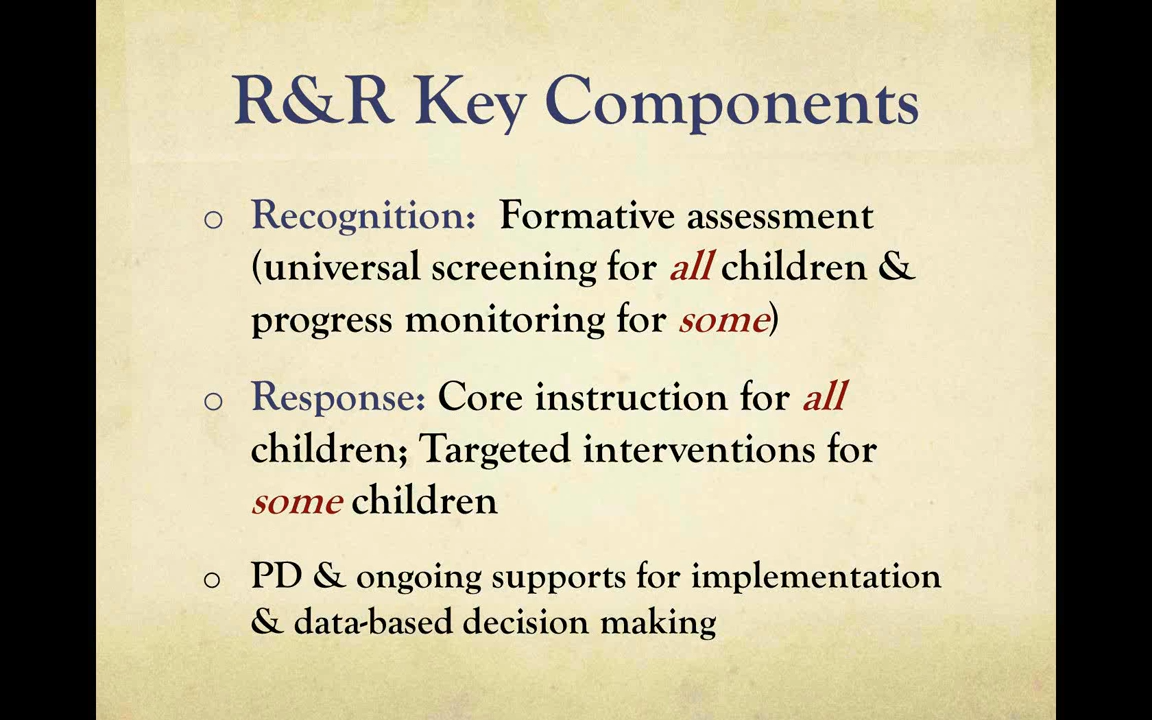 R&R Key Components
o Recognition: Formative assessment
(universal screening for all children &
progress monitoring for some)
o Response: Core instruction for all
children; Targeted interventions for
some children
o PD & ongoing supports for implementation
& data-based decision making